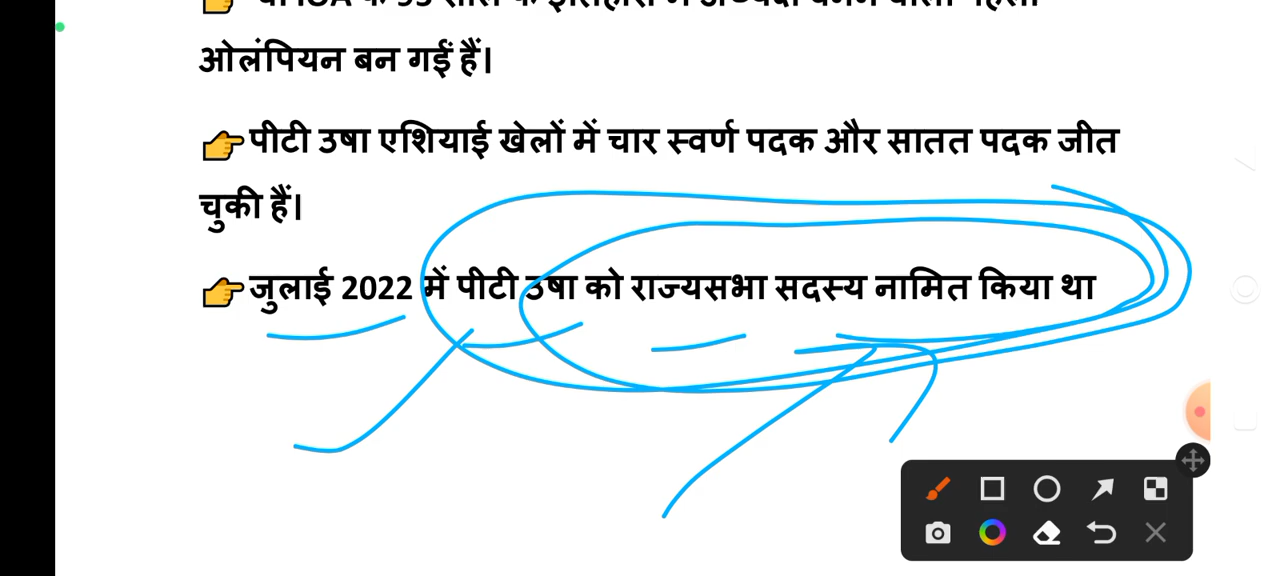 ओलंपियन बन गईं हैं।
👉पीटी उषा एशियाई खेलों में चार स्वर्ण पदक और सातत पदक जीत
चुकी हैं।
👉जुलाई 2022 में पीटी उषा को राज्यसभा सदस्य नामित किया था